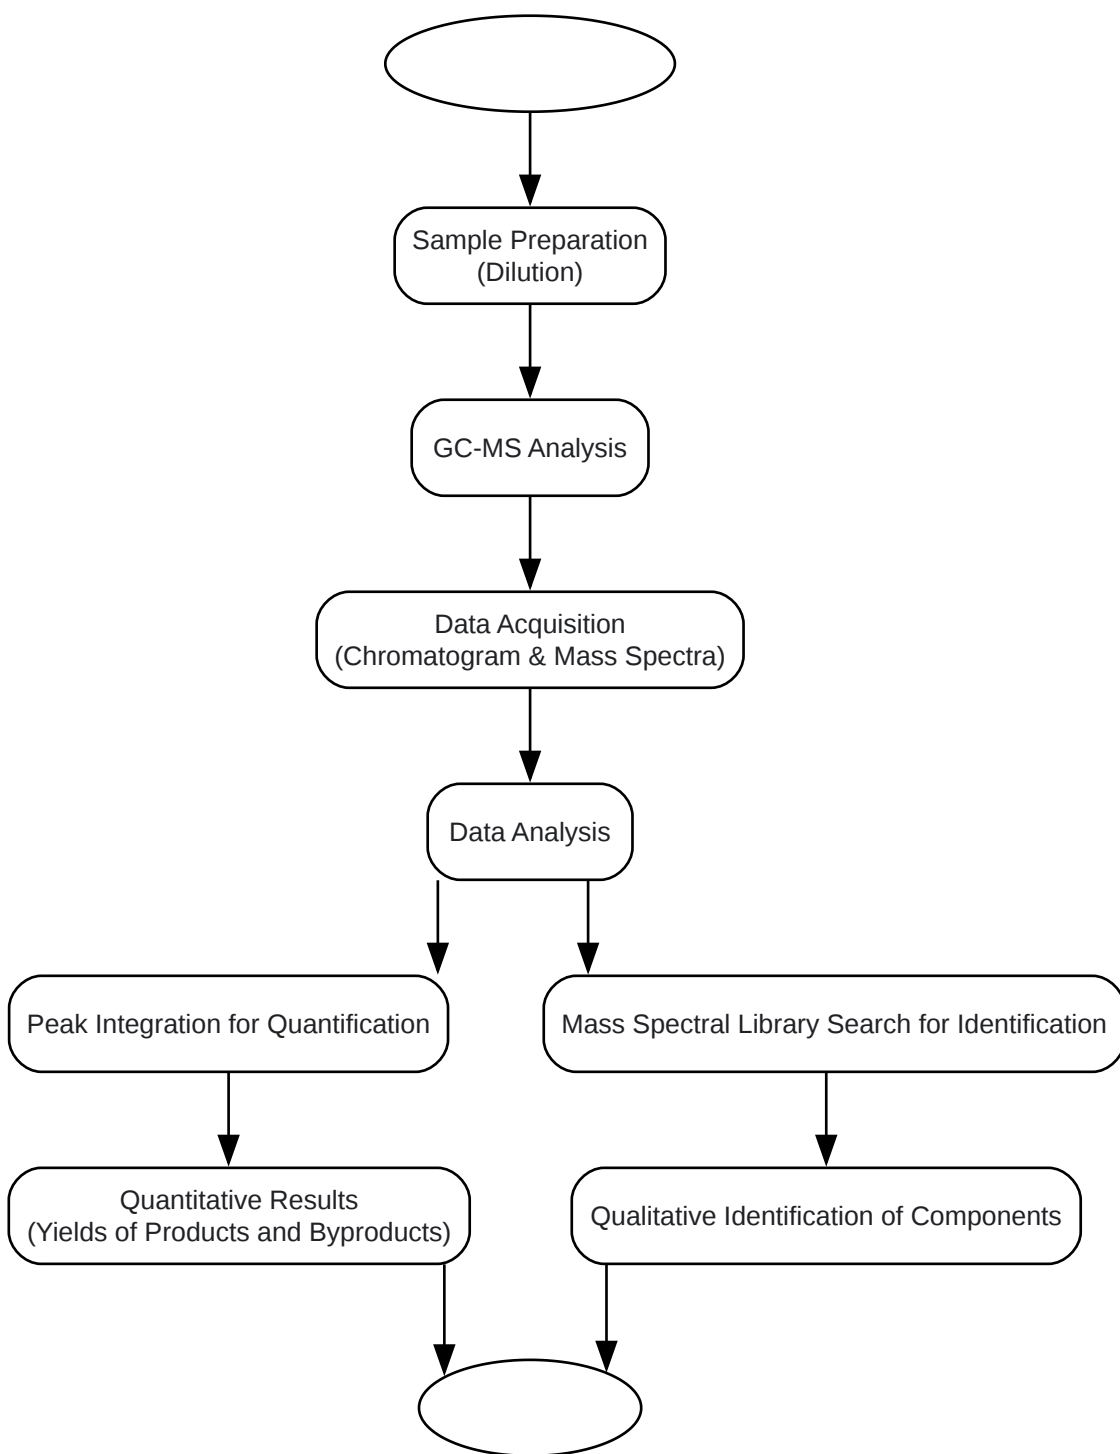 Sample Preparation
(Dilution)
GC-MS Analysis
Data Acquisition
(Chromatogram & Mass Spectra)
Data Analysis
Peak Integration for Quantification
Mass Spectral Library Search for Identification
Quantitative Results
(Yields of Products and Byproducts)
Qualitative Identification of Components